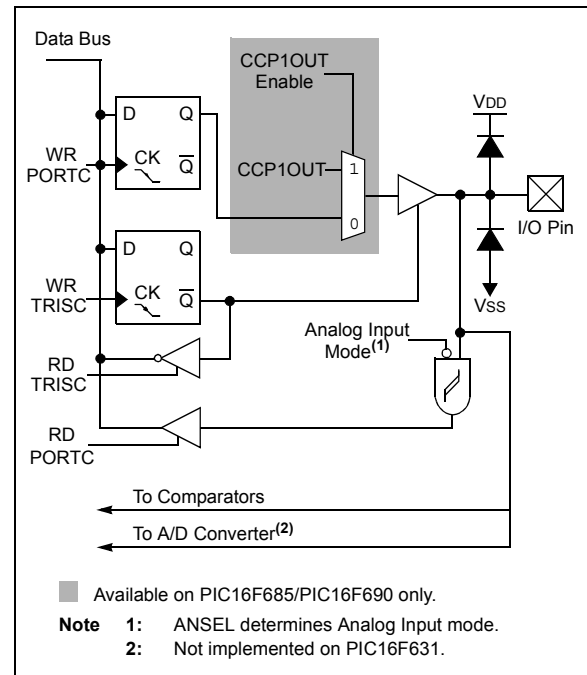 Data Bus
CCP1OUT
Enable
VDD
D Q
WR
PORTC
CK Q
CCP1OUT
1
0
I/O Pin
D Q
WR
TRISC
CK Q
VSS
Analog Input
Mode(1)
RD
TRISC
RD
PORTC
To Comparators
To A/D Converter(2)
Available on PIC16F685/PIC16F690 only.
Note 1: ANSEL determines Analog Input mode.
2: Not implemented on PIC16F631.